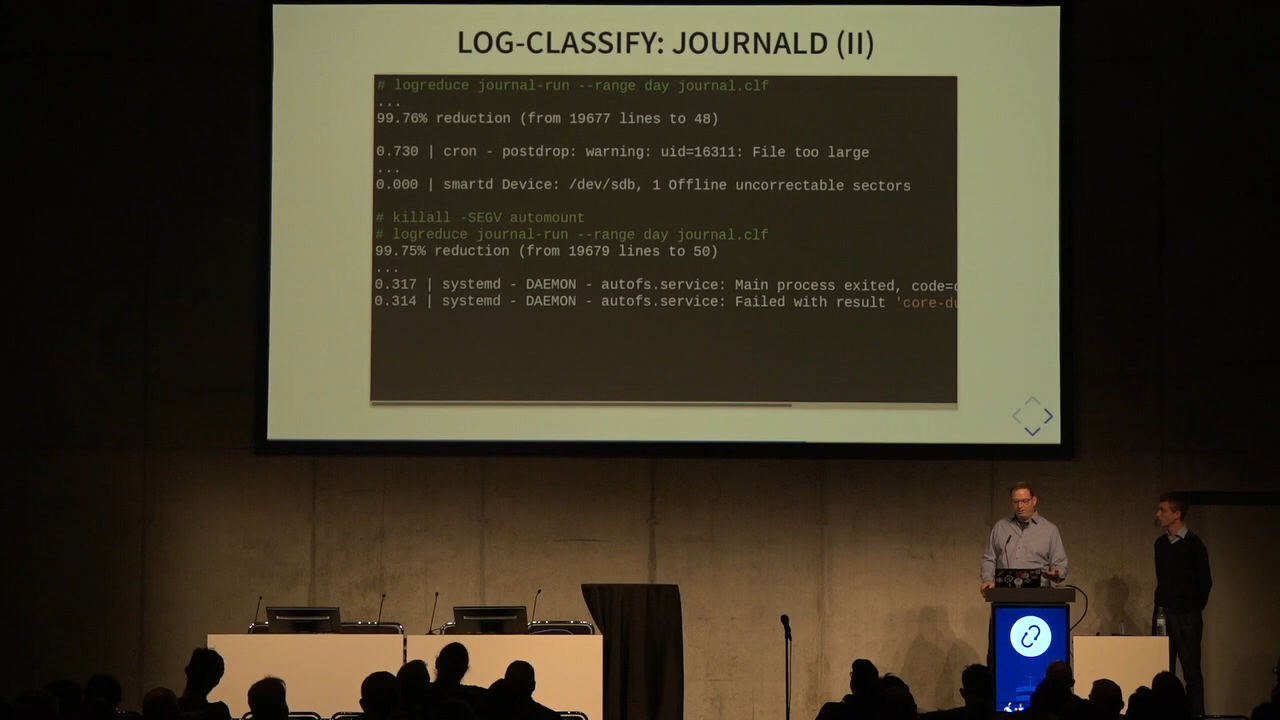 LOG-CLASSIFY: JOURNALD (II)
# logreduce journal-run --range day journal.clf
...
99.76% reduction (from 19677 lines to 48)
0.730 | cron - postdrop: warning: uid=16311: File too large
...
0.000 | smartd Device: /dev/sdb, 1 Offline uncorrectable sectors
# killall -SEGV automount
# logreduce journal-run --range day journal.clf
99.75% reduction (from 19679 lines to 50)
...
0.317 | systemd - DAEMON - autofs.service: Main process exited, code=
0.314 | systemd - DAEMON - autofs.service: Failed with result 'core-d